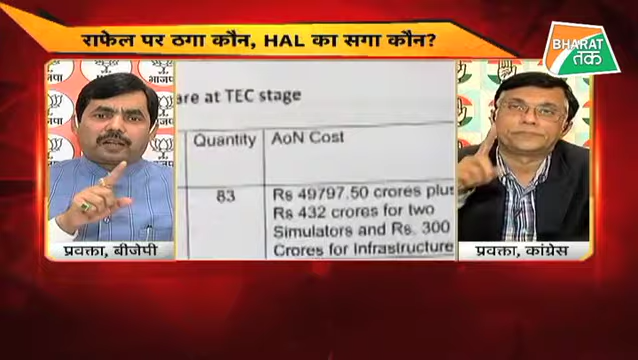 राफेल पर ठगा कौन, HAL का सगा कौन?
BHARAT
तक
भाजपा
are at TEC stage
Quantity
AoN Cost
83
Rs 49797.50 crores plus
Rs 432 crores for two
Simulators and Rs. 300
Crores for Infrastructure
प्रवक्ता, बीजेपी
प्रवक्ता, कांग्रेस